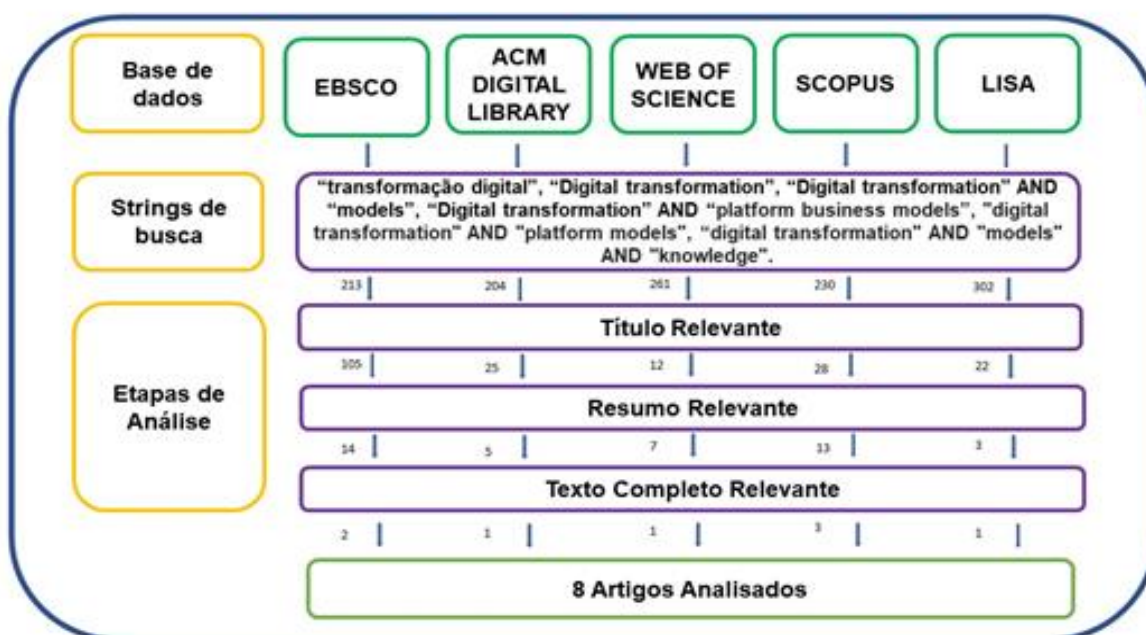 Base de
dados
EBSCO
ACM
DIGITAL
LIBRARY
WEB OF
SCIENCE
SCOPUS
LISA
Strings de
busca
“transformação digital”, “Digital transformation”, “Digital transformation” AND
“models”, “Digital transformation” AND “platform business models”, "digital
transformation" AND "platform models", “digital transformation” AND "models"
AND "knowledge".
213 204 261 230 302
Etapas de
Análise
Título Relevante
105 25 12 28 22
Resumo Relevante
14 5 7 13 3
Texto Completo Relevante
2 1 1 3 1
8 Artigos Analisados